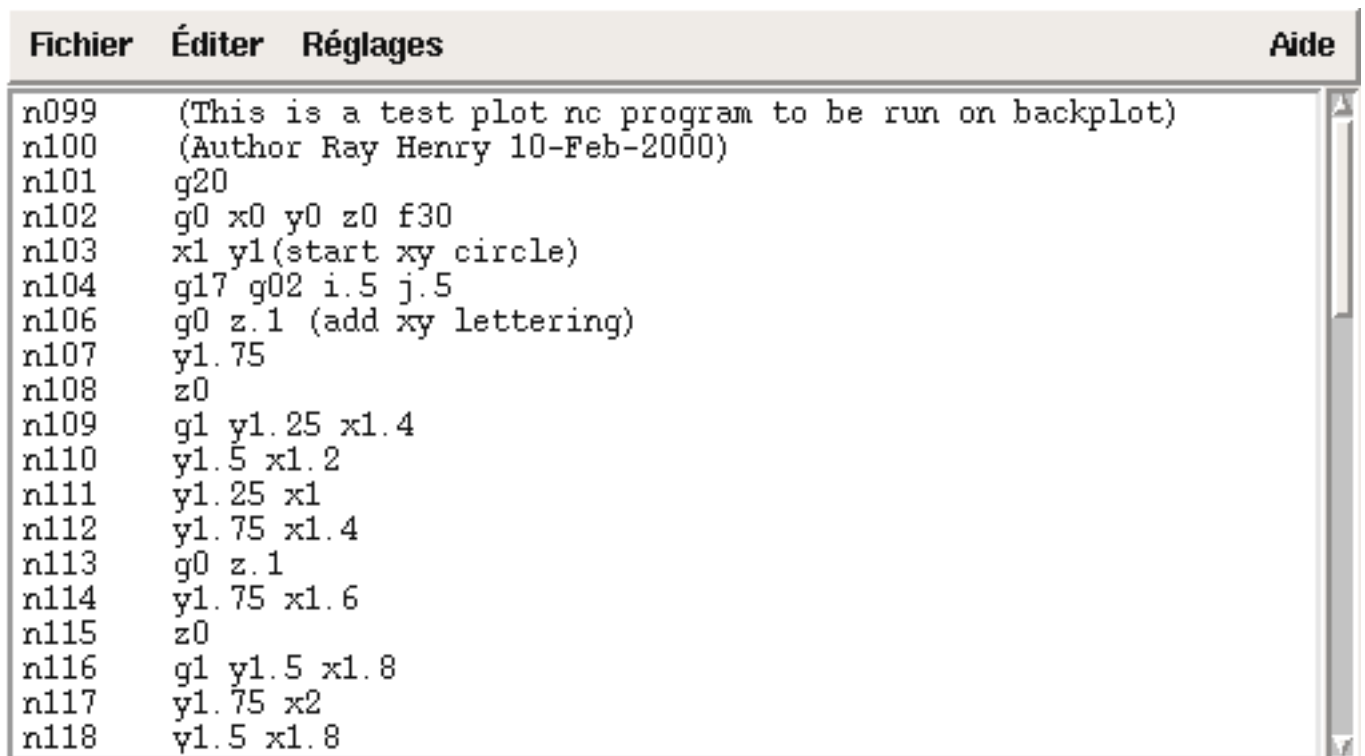 Fichier Éditer Réglages Aide
n099 (This is a test plot nc program to be run on backplot)
n100 (Author Ray Henry 10-Feb-2000)
n101 g20
n102 g0 x0 y0 z0 f30
n103 x1 y1(start xy circle)
n104 g17 g02 i.5 j.5
n106 g0 z.1 (add xy lettering)
n107 y1.75
n108 z0
n109 g1 y1.25 x1.4
n110 y1.5 x1.2
n111 y1.25 x1
n112 y1.75 x1.4
n113 g0 z.1
n114 y1.75 x1.6
n115 z0
n116 g1 y1.5 x1.8
n117 y1.75 x2
n118 y1.5 x1.8